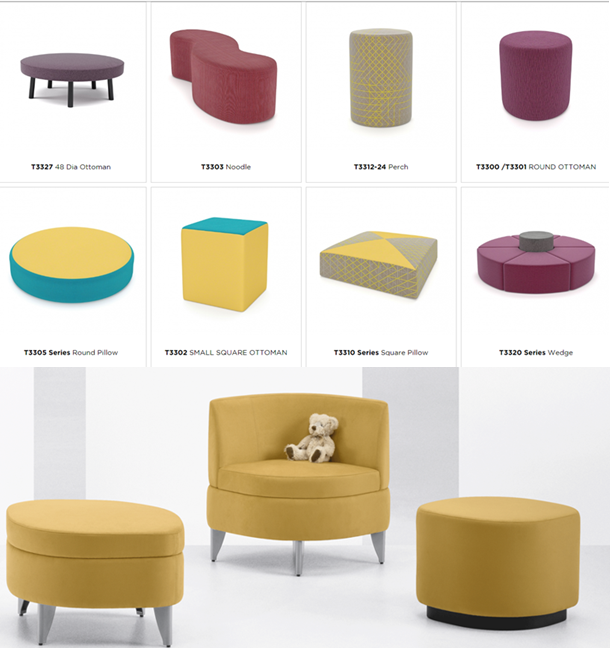 T3327 48 Dia Ottoman
T3303 Noodle
T3312-24 Perch
T3300 /T3301 ROUND OTTOMAN
T3305 Series Round Pillow
T3302 SMALL SQUARE OTTOMAN
T3310 Series Square Pillow
T3320 Series Wedge